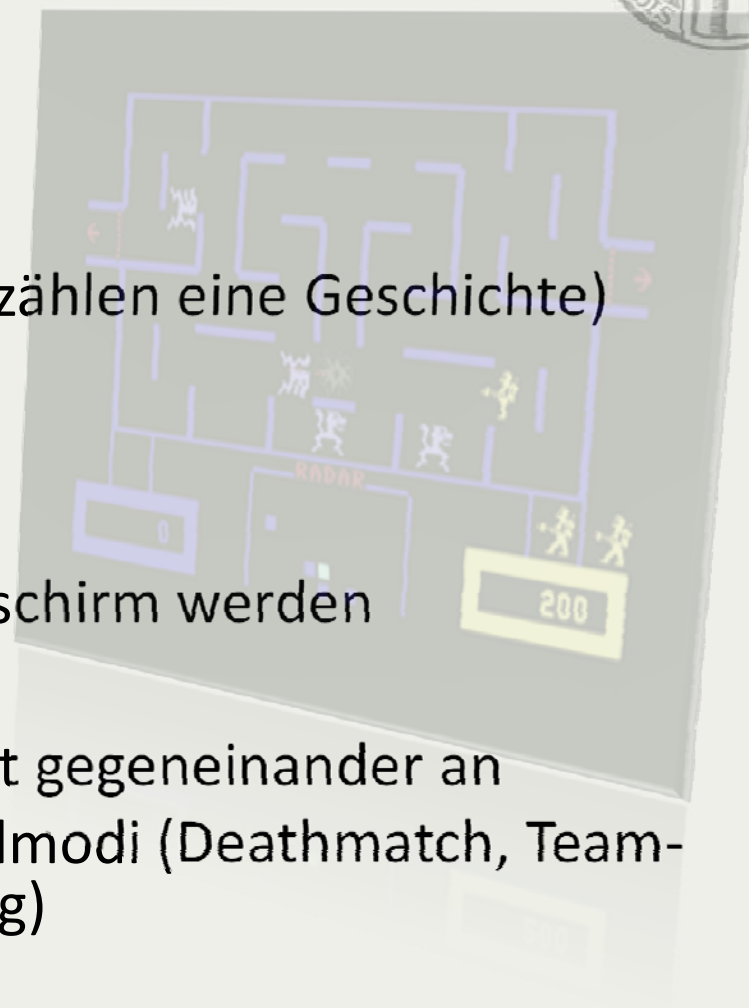 zählen eine Geschichte)
RADAR
0
schirm werden
200
t gegeneinander an
lmodi (Deathmatch, Team-
g)